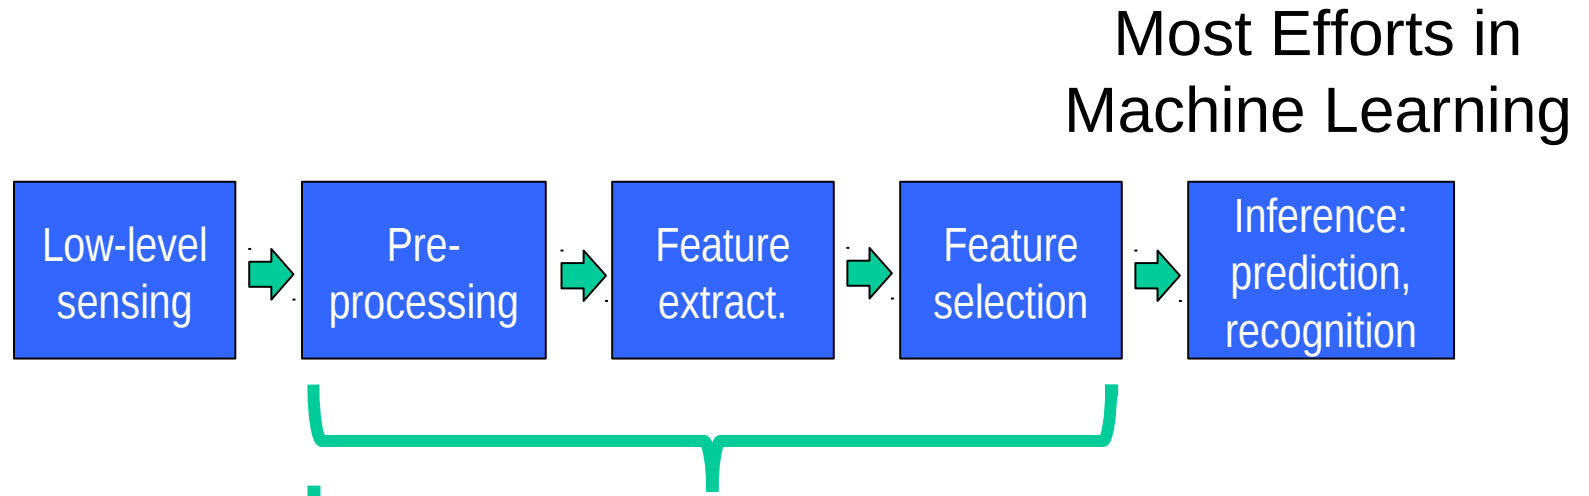 Most Efforts in
Machine Learning
Low-level
sensing
Pre-
processing
Feature
extract.
Feature
selection
Inference:
prediction,
recognition